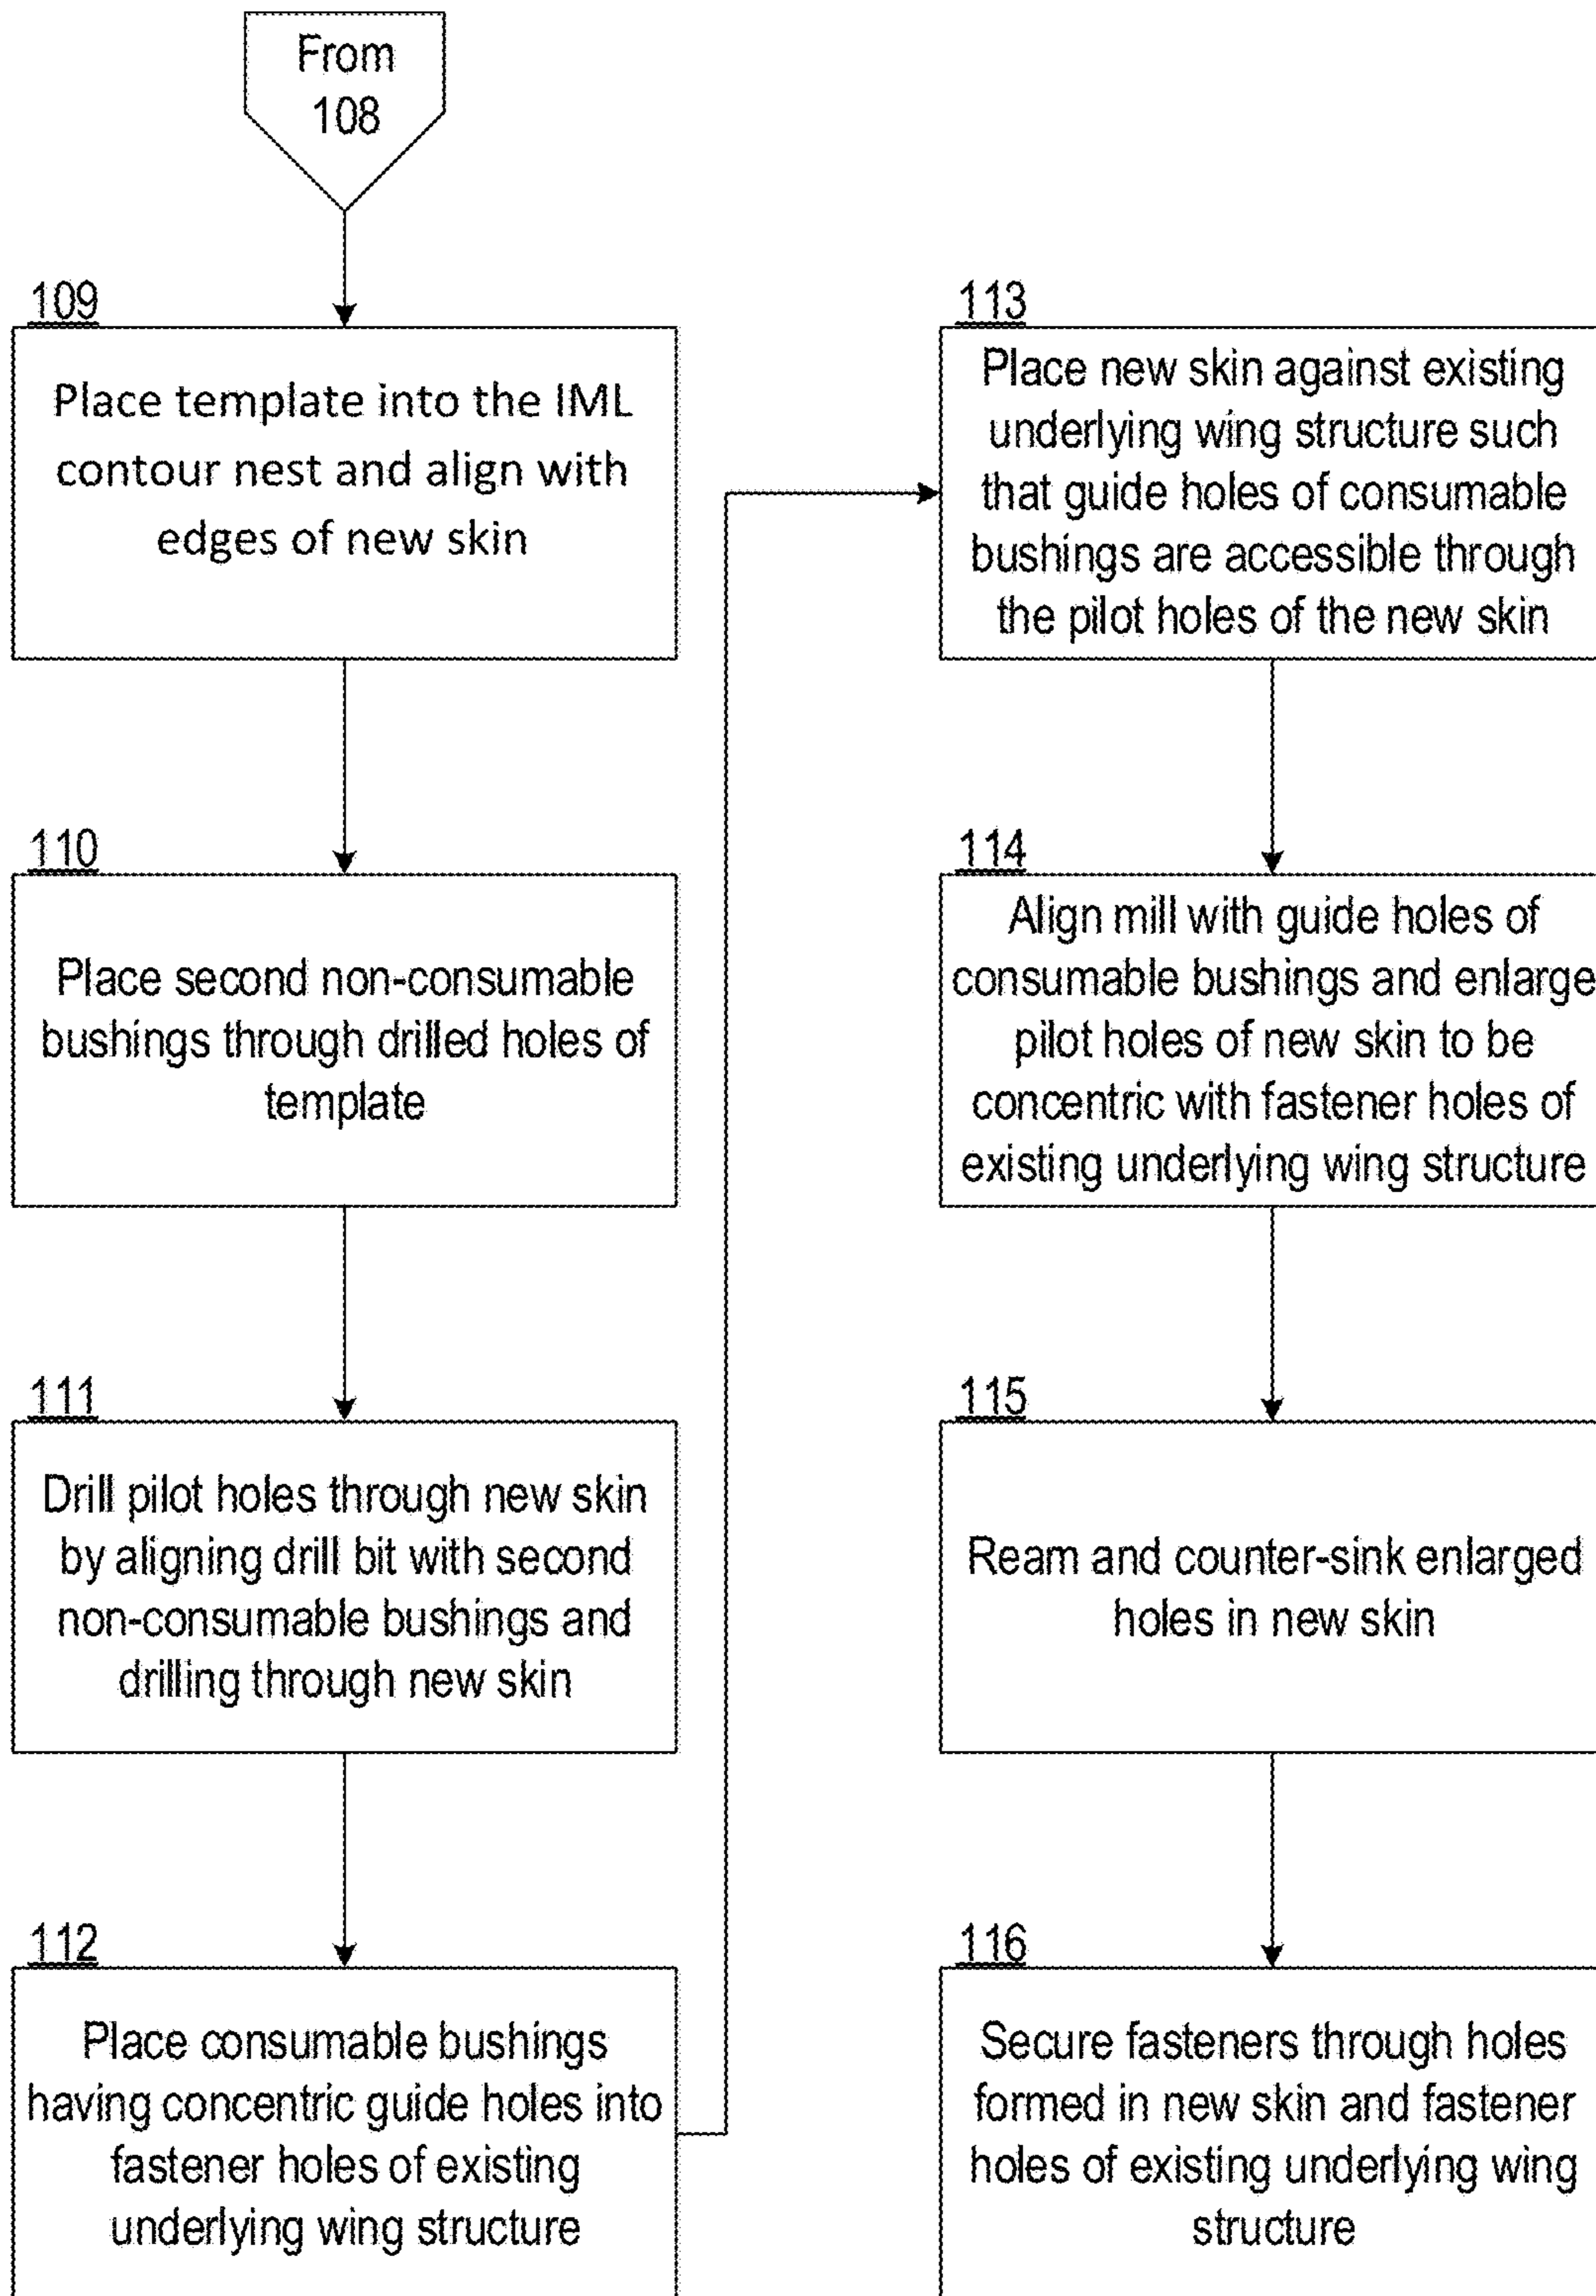 From
108
109
Place template into the IML
contour nest and align with
edges of new skin
110
Place second non-consumable
bushings through drilled holes of
template
111
Drill pilot holes through new skin
by aligning drill bit with second
non-consumable bushings and
drilling through new skin
112
Place consumable bushings
having concentric guide holes into
fastener holes of existing
underlying wing structure
113
Place new skin against existing
underlying wing structure such
that guide holes of consumable
bushings are accessible through
the pilot holes of the new skin
114
Align mill with guide holes of
consumable bushings and enlarge
pilot holes of new skin to be
concentric with fastener holes of
existing underlying wing structure
115
Ream and counter-sink enlarged
holes in new skin
116
Secure fasteners through holes
formed in new skin and fastener
holes of existing underlying wing
structure